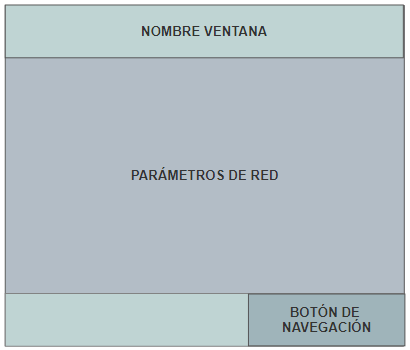 NOMBRE VENTANA
PARÁMETROS DE RED
BOTÓN DE
NAVEGACIÓN